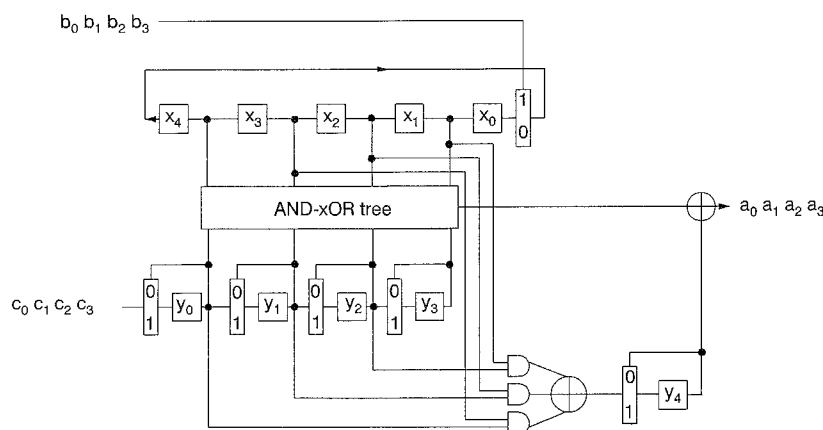 b₀ b₁ b₂ b₃
1
x₄ x₃ x₂ x₁ x₀
0
AND-xOR tree
a₀ a₁ a₂ a₃
0 0 0 0
c₀ c₁ c₂ c₃
y₀ y₁ y₂ y₃
1 1 1 1
0
y₄
1